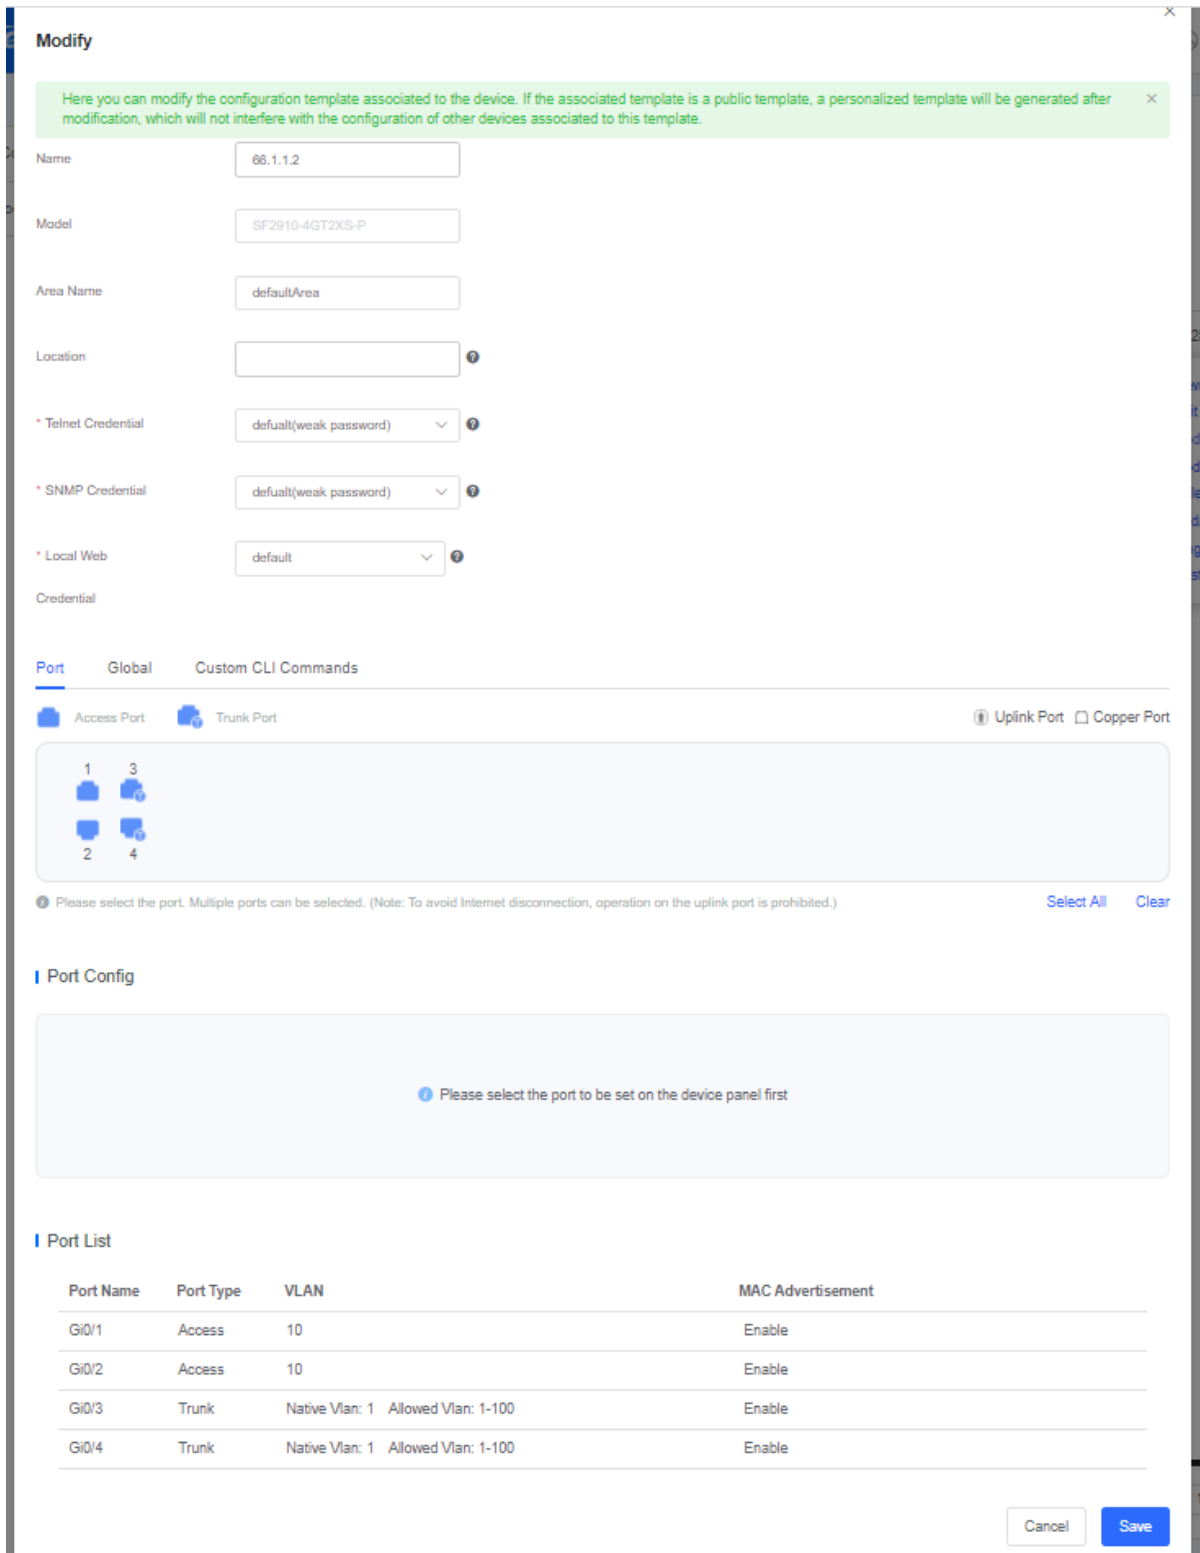 Modify
Here you can modify the configuration template associated to the device. If the associated template is a public template, a personalized template will be generated after
modification, which will not interfere with the configuration of other devices associated to this template.
Name 66.1.1.2
Model SF2910-4GT2XS-P
Area Name defaultArea
Location
* Telnet Credential defualt(weak password)
* SNMP Credential defualt(weak password)
* Local Web default
Credential
Port Global Custom CLI Commands
Access Port Trunk Port Uplink Port Copper Port
1 3
2 4
Please select the port. Multiple ports can be selected. (Note: To avoid Internet disconnection, operation on the uplink port is prohibited.) Select All Clear
Port Config
Please select the port to be set on the device panel first
Port List
Port Name Port Type VLAN MAC Advertisement
Gi0/1 Access 10 Enable
Gi0/2 Access 10 Enable
Gi0/3 Trunk Native Vlan: 1 Allowed Vlan: 1-100 Enable
Gi0/4 Trunk Native Vlan: 1 Allowed Vlan: 1-100 Enable
Cancel Save